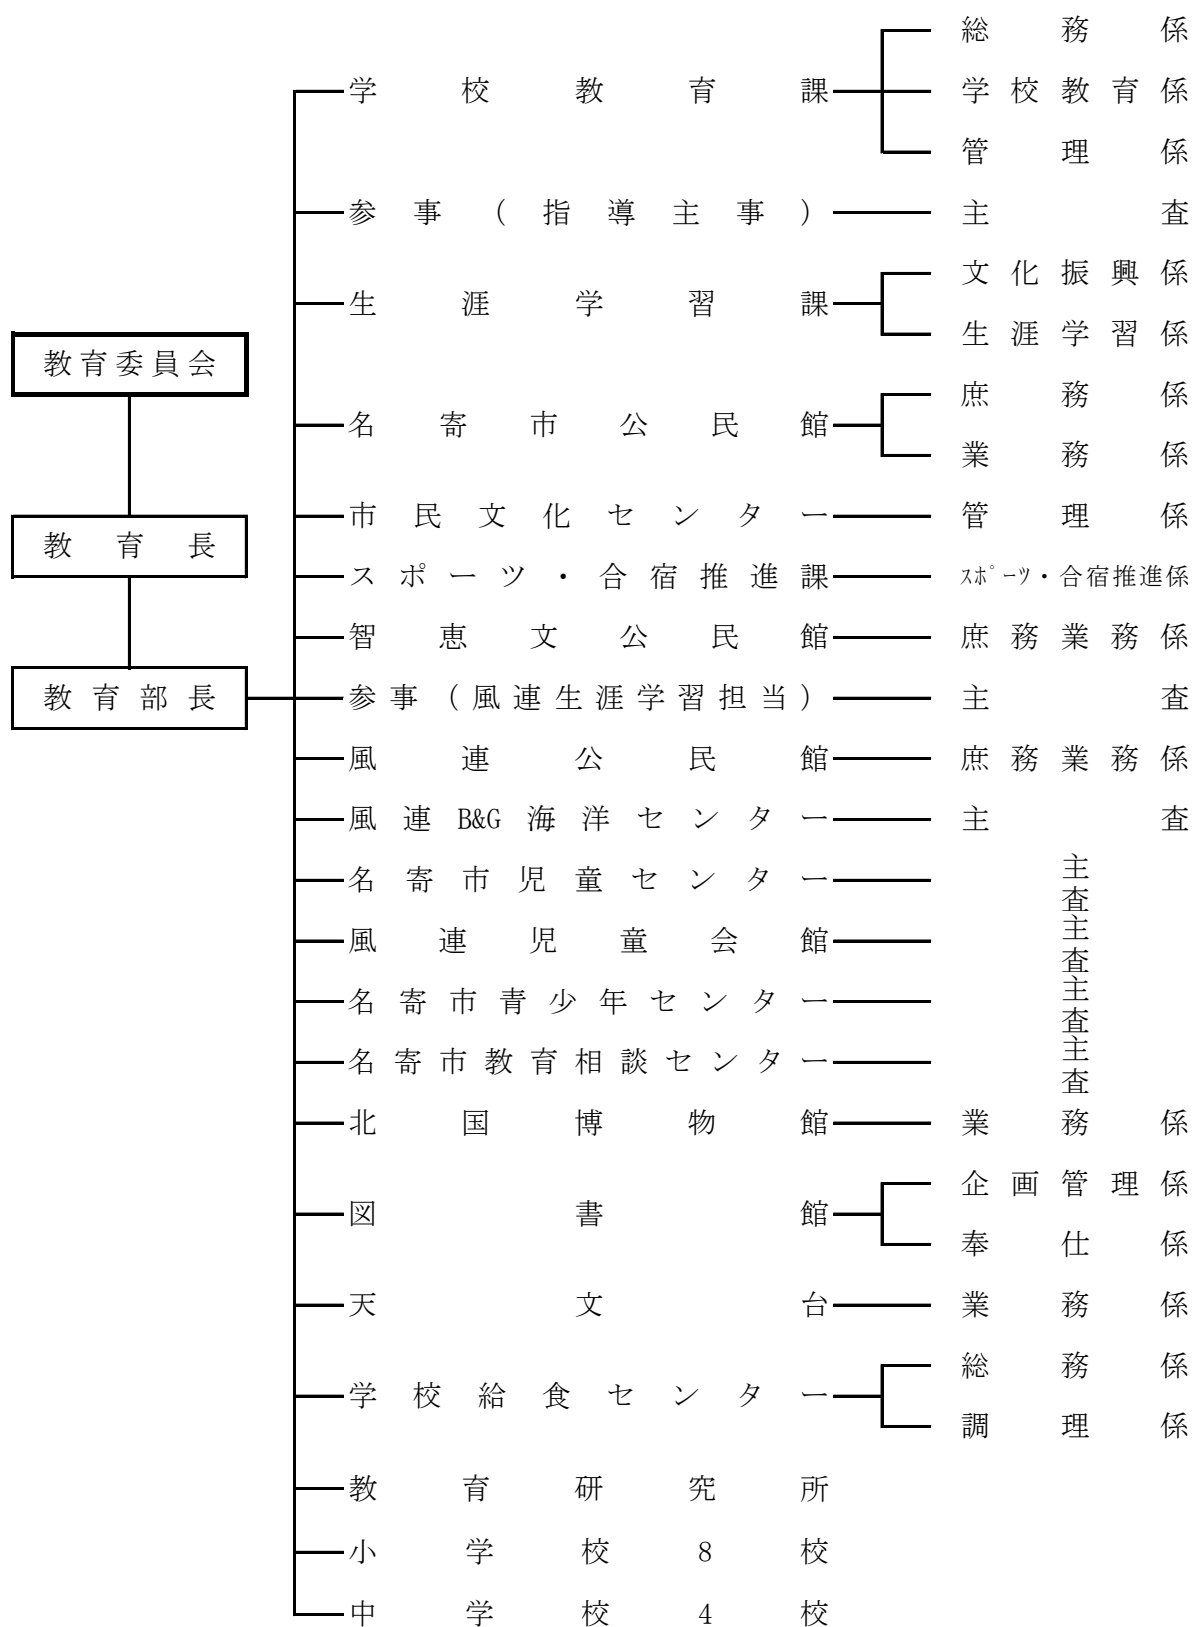 総務係
学校教育課 学校教育係
管理係
参事（指導主事） 主査
文化振興係
生涯学習課
生涯学習係
教育委員会
庶務係
名寄市公民館
業務係
市民文化センター 管理係
教育長
スポーツ・合宿推進課 ｽﾎﾟｰﾂ・合宿推進係
智恵文公民館 庶務業務係
教育部長 参事（風連生涯学習担当） 主査
風連公民館 庶務業務係
風連B&G海洋センター 主査
名寄市児童センター 主査
風連児童会館 主査
名寄市青少年センター 主査
名寄市教育相談センター 主査
北国博物館 業務係
企画管理係
図書館
奉仕係
天文台 業務係
総務係
学校給食センター
調理係
教育研究所
小学校8校
中学校4校